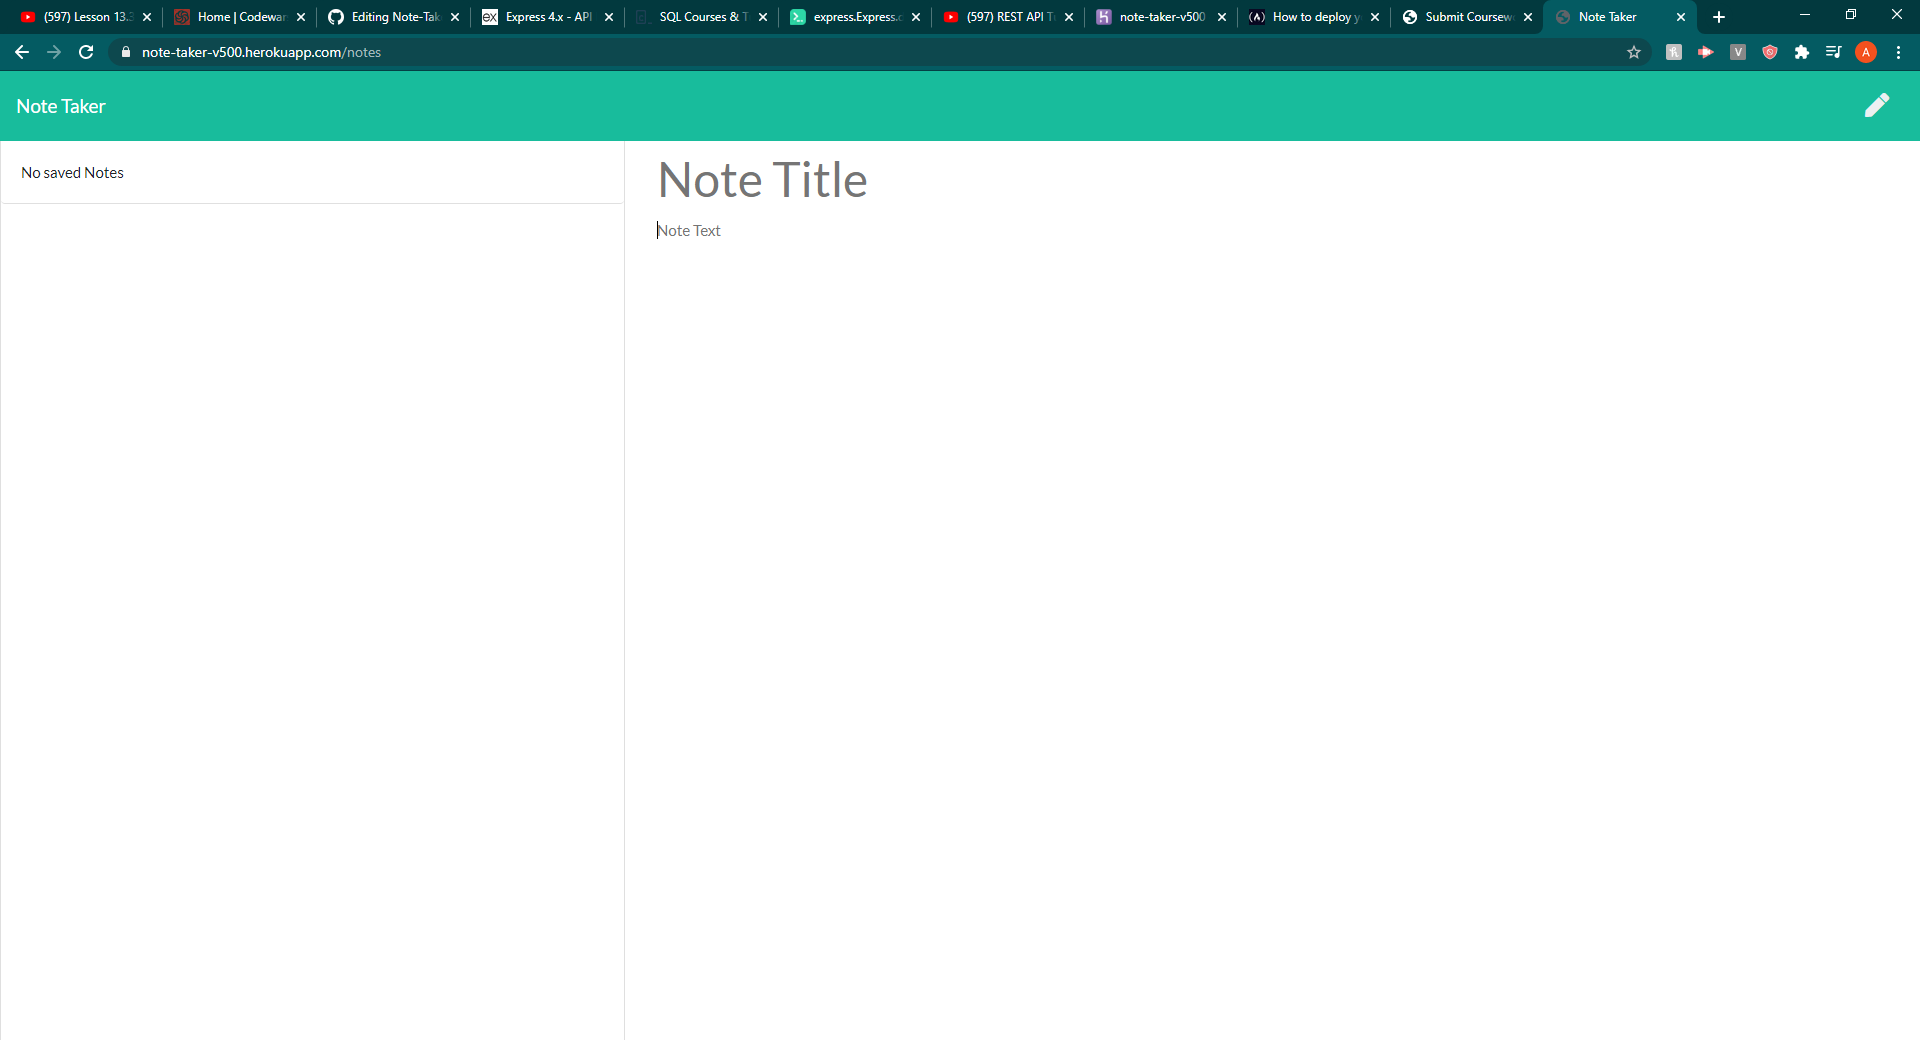 (597) Lesson 13.3
Home | Codewar
Editing Note-Tak
ex Express 4.x - API
SQL Courses & T
express.Express.c
(597) REST API Tu
note-taker-v500
How to deploy y
Submit Coursew
Note Taker
note-taker-v500.herokuapp.com/notes
V
A
Note Taker
No saved Notes
Note Title
Note Text